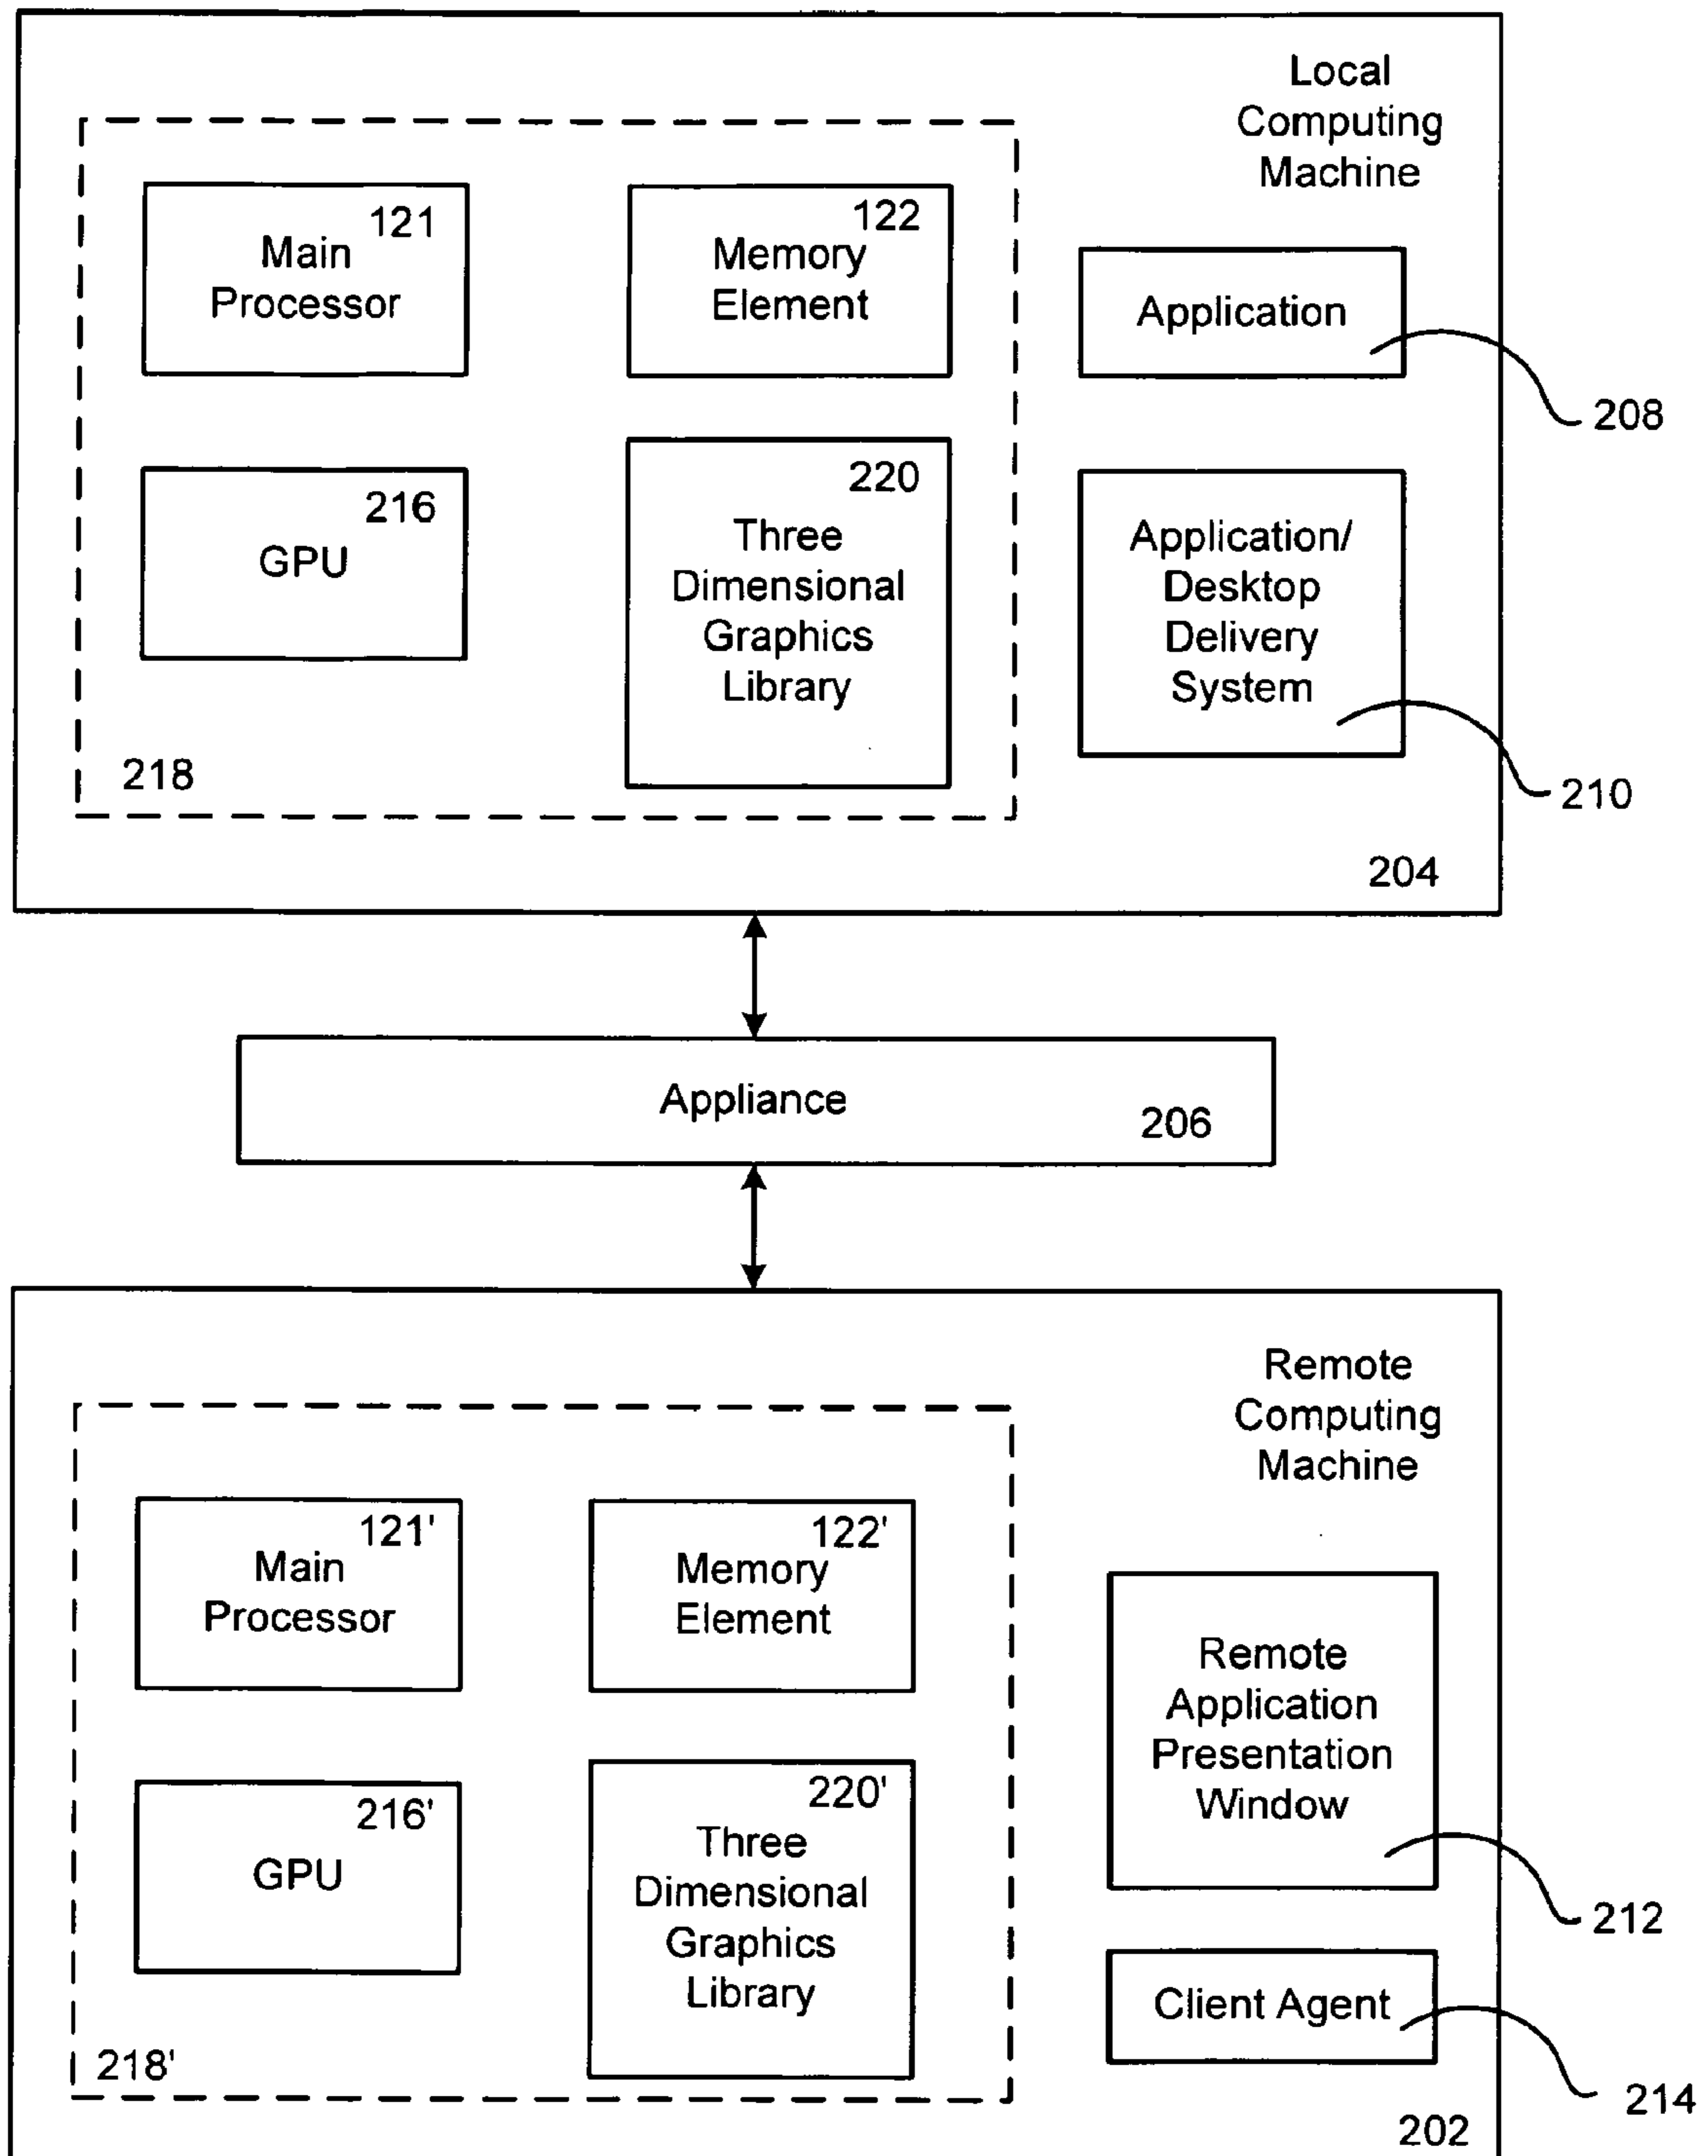 Local
Computing
Machine
121
Main
Processor
122
Memory
Element
Application
208
216
GPU
220
Three
Dimensional
Graphics
Library
Application/
Desktop
Delivery
System
210
218
204
Appliance
206
Remote
Computing
Machine
121'
Main
Processor
122'
Memory
Element
Remote
Application
Presentation
Window
212
216'
GPU
220'
Three
Dimensional
Graphics
Library
Client Agent
214
218'
202